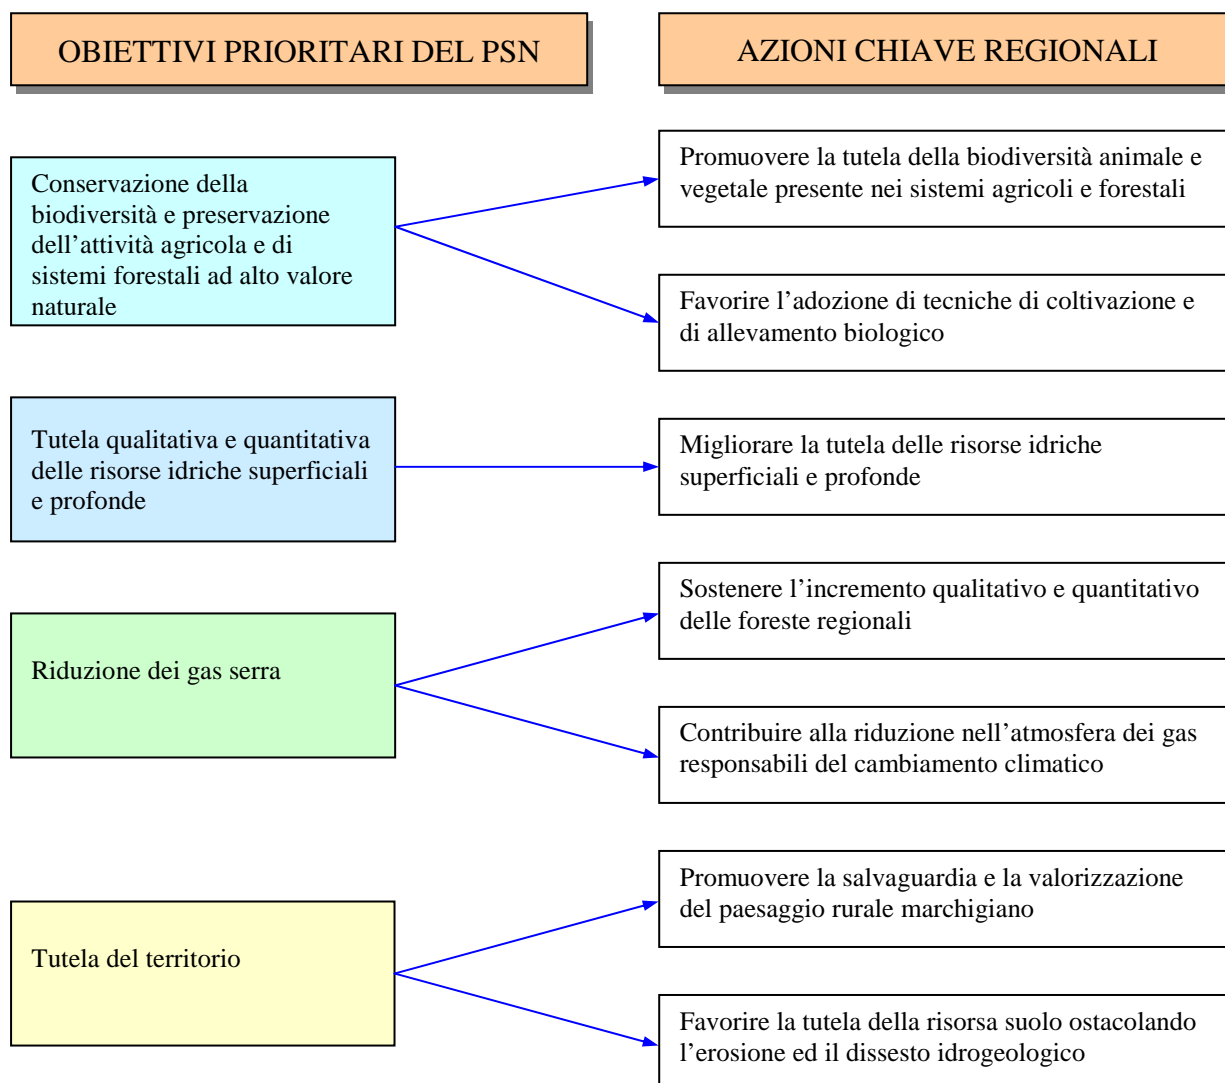 OBIETTIVI PRIORITARI DEL PSN
AZIONI CHIAVE REGIONALI
Conservazione della
biodiversità e preservazione
dell’attività agricola e di
sistemi forestali ad alto valore
naturale
Promuovere la tutela della biodiversità animale e
vegetale presente nei sistemi agricoli e forestali
Favorire l’adozione di tecniche di coltivazione e
di allevamento biologico
Tutela qualitativa e quantitativa
delle risorse idriche superficiali
e profonde
Migliorare la tutela delle risorse idriche
superficiali e profonde
Riduzione dei gas serra
Sostenere l’incremento qualitativo e quantitativo
delle foreste regionali
Contribuire alla riduzione nell’atmosfera dei gas
responsabili del cambiamento climatico
Tutela del territorio
Promuovere la salvaguardia e la valorizzazione
del paesaggio rurale marchigiano
Favorire la tutela della risorsa suolo ostacolando
l’erosione ed il dissesto idrogeologico